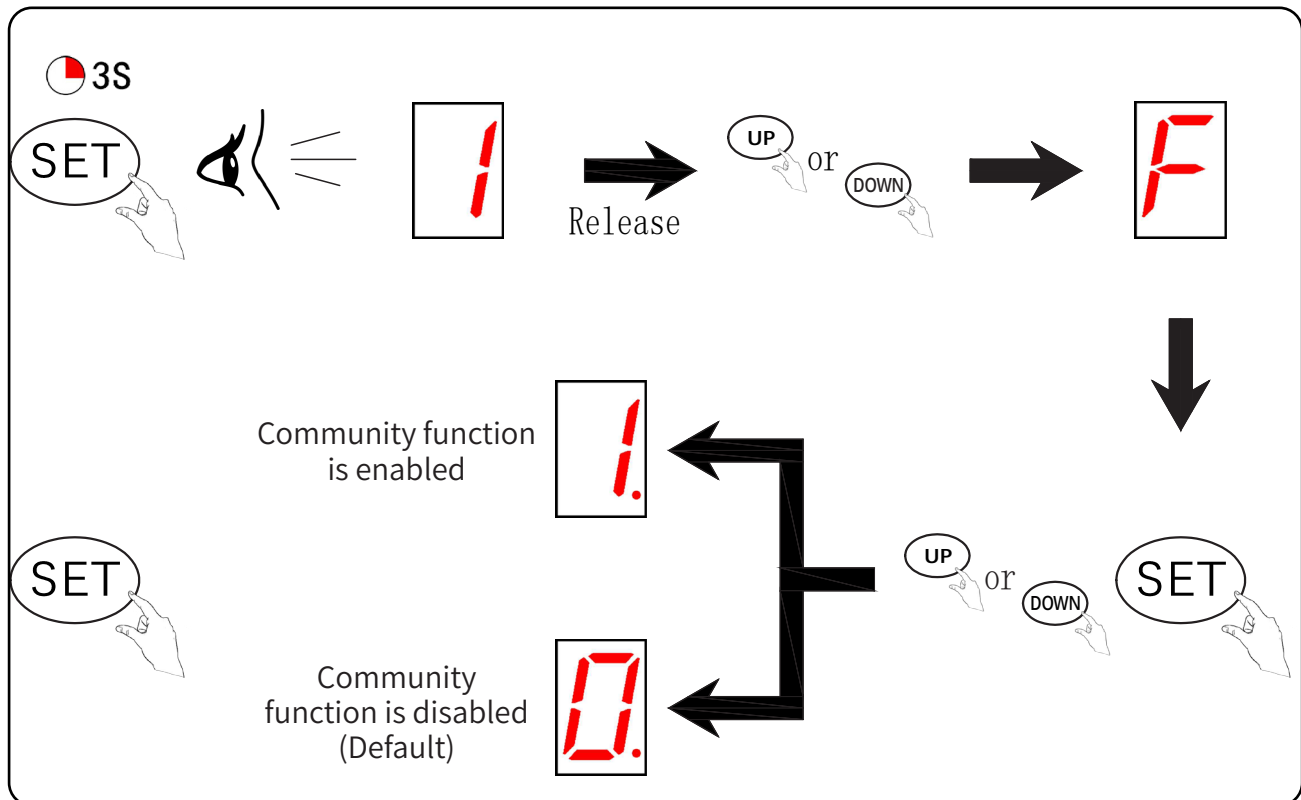 3S
SET
1
Release
UP
or
DOWN
F
Community function
is enabled
1.
SET
UP
or
DOWN
SET
Community
function is disabled
(Default)
0.